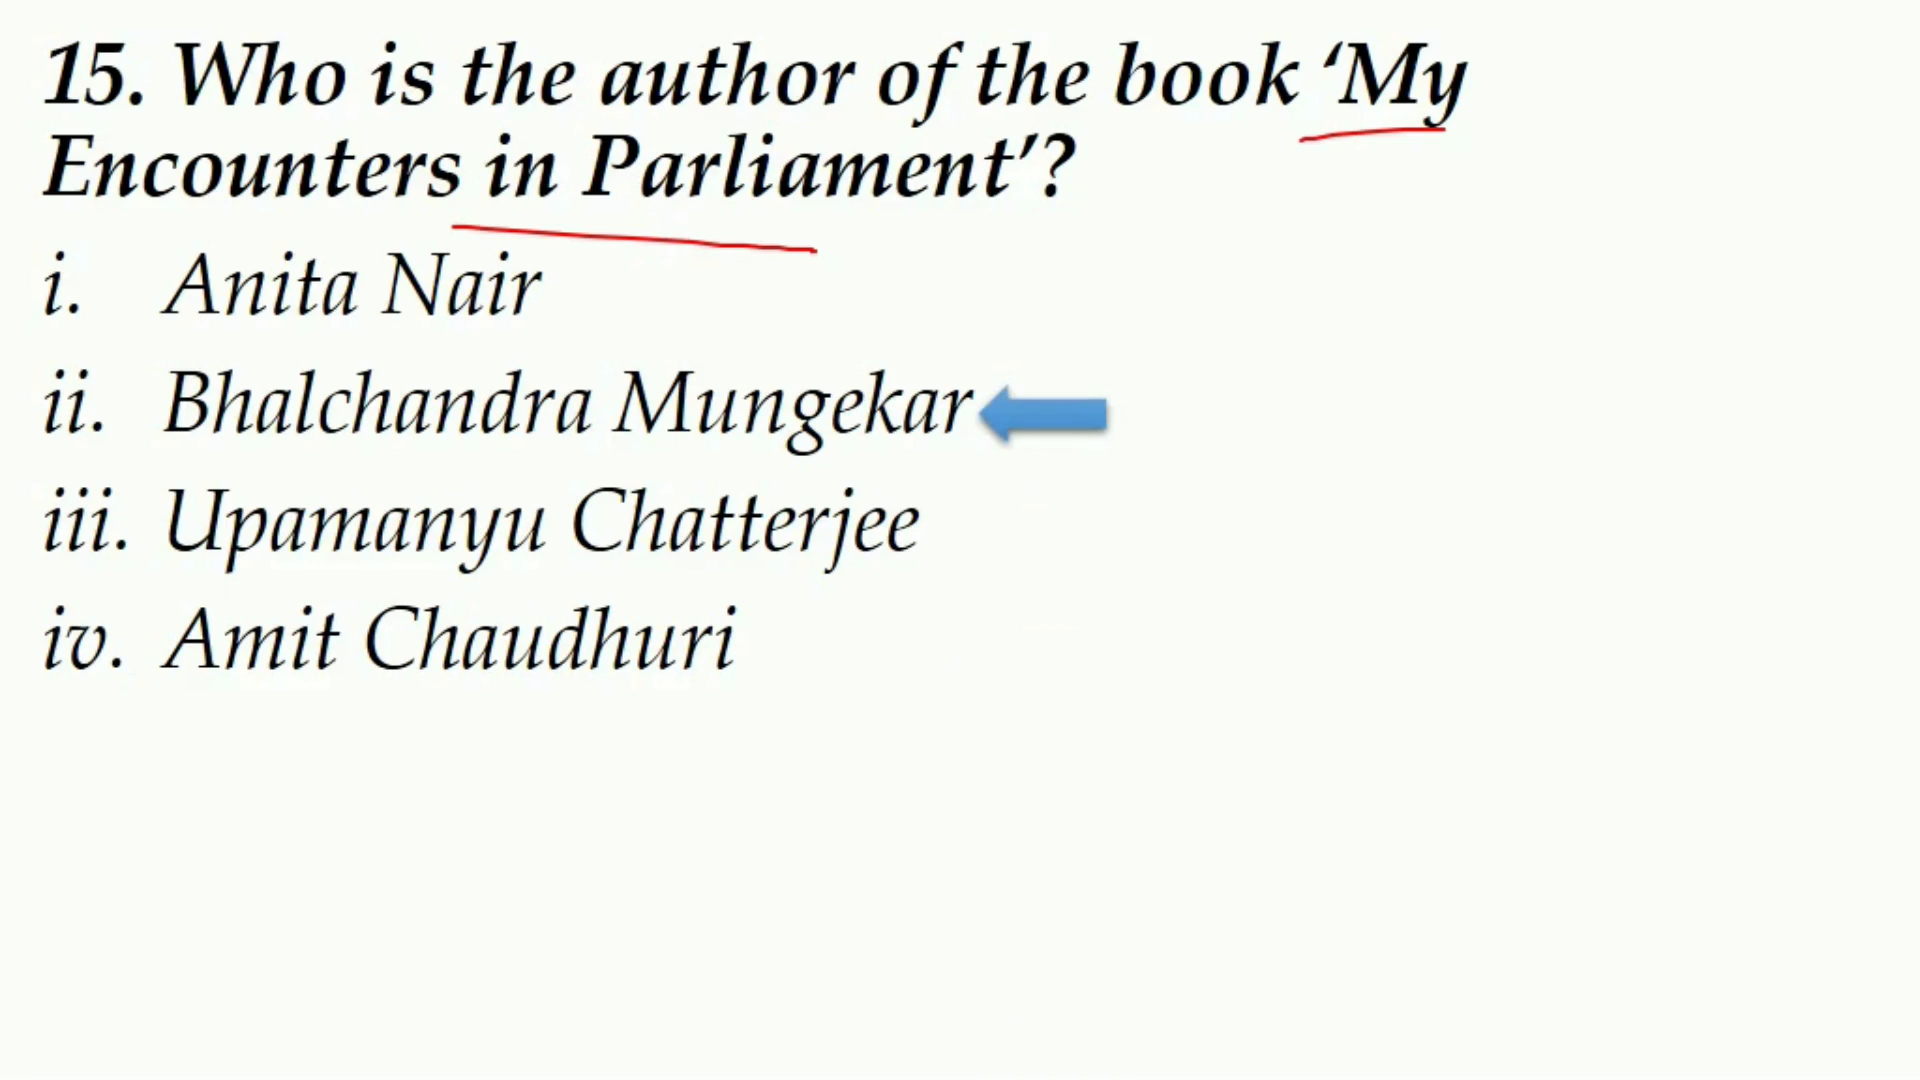 15. Who is the author of the book ‘My
Encounters in Parliament’?
i. Anita Nair
ii. Bhalchandra Mungekar
iii. Upamanyu Chatterjee
iv. Amit Chaudhuri